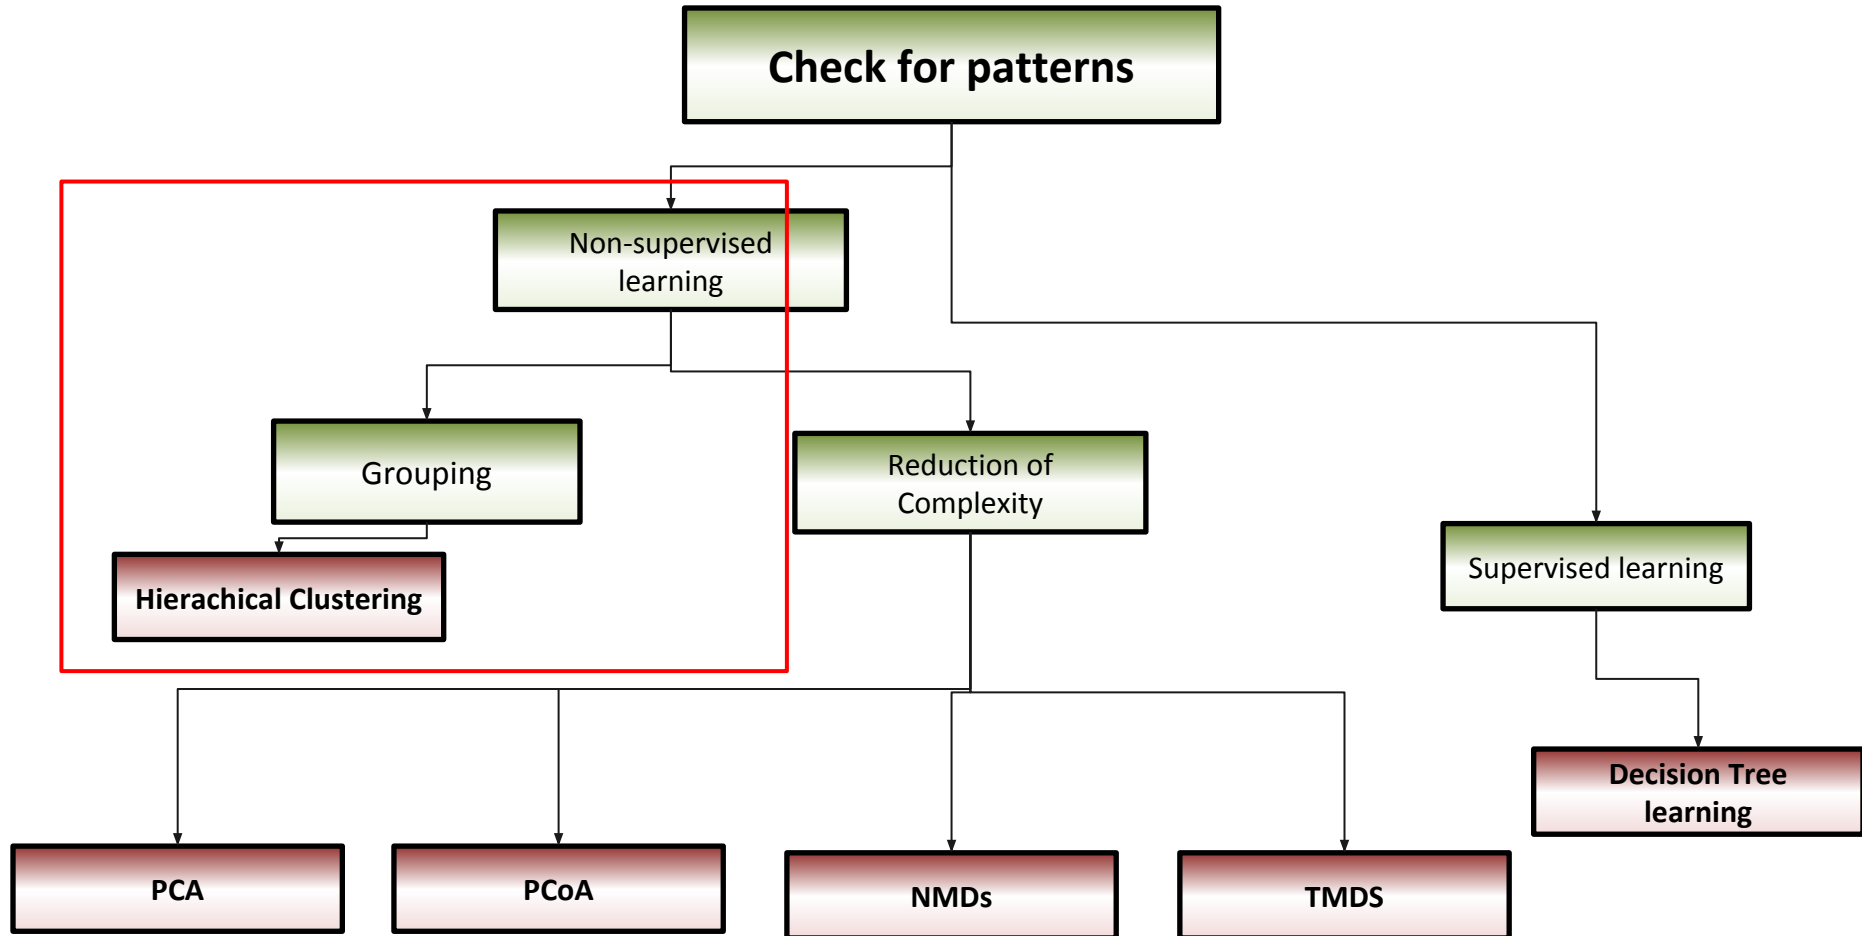 Check for patterns
Non-supervised
learning
Grouping
Reduction of
Complexity
Hierachical Clustering
Supervised learning
Decision Tree
learning
PCA
PCoA
NMDs
TMDS